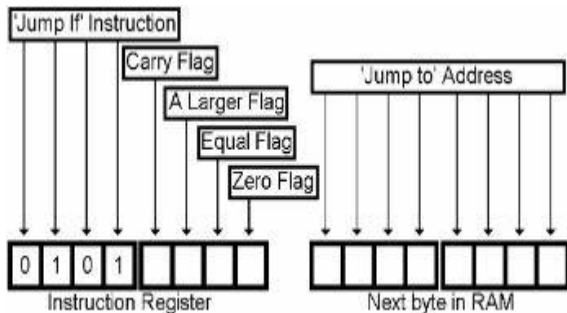 'Jump If' Instruction
Carry Flag
'Jump to' Address
A Larger Flag
Equal Flag
Zero Flag
0 1 0 1
Instruction Register
Next byte in RAM